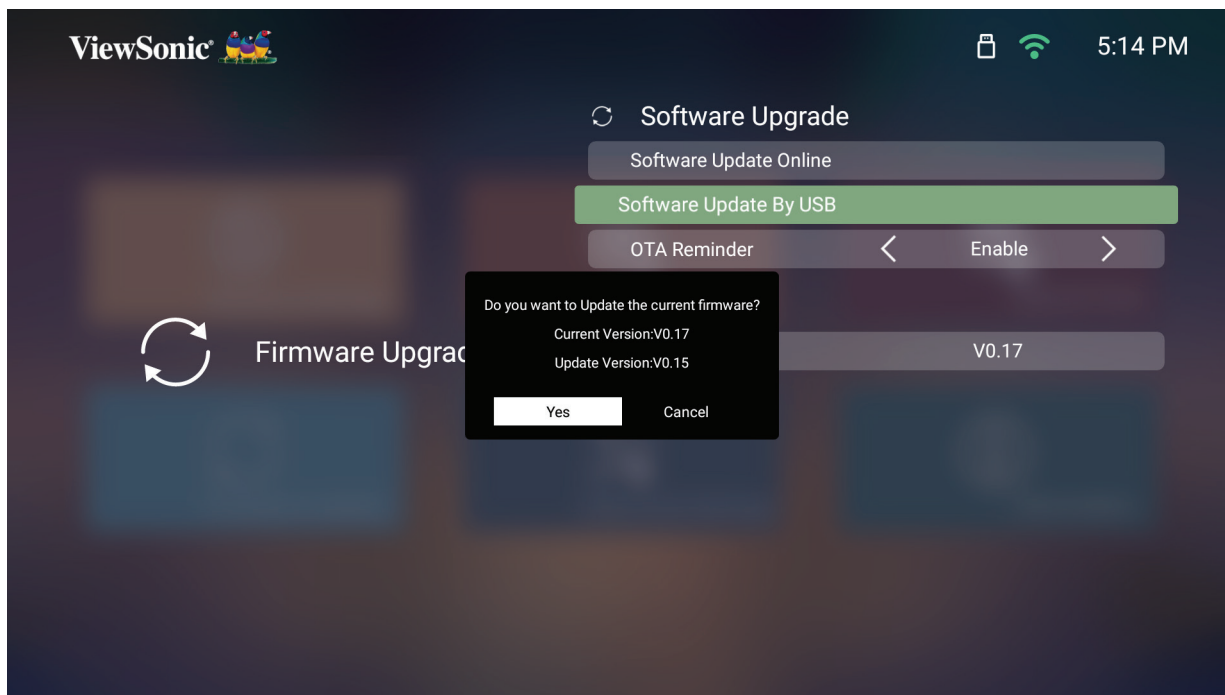 ViewSonic
5:14 PM
Software Upgrade
Software Update Online
Software Update By USB
OTA Reminder
Enable
Do you want to Update the current firmware?
Current Version:V0.17
Update Version:V0.15
Yes
Cancel
Firmware Upgrad
V0.17